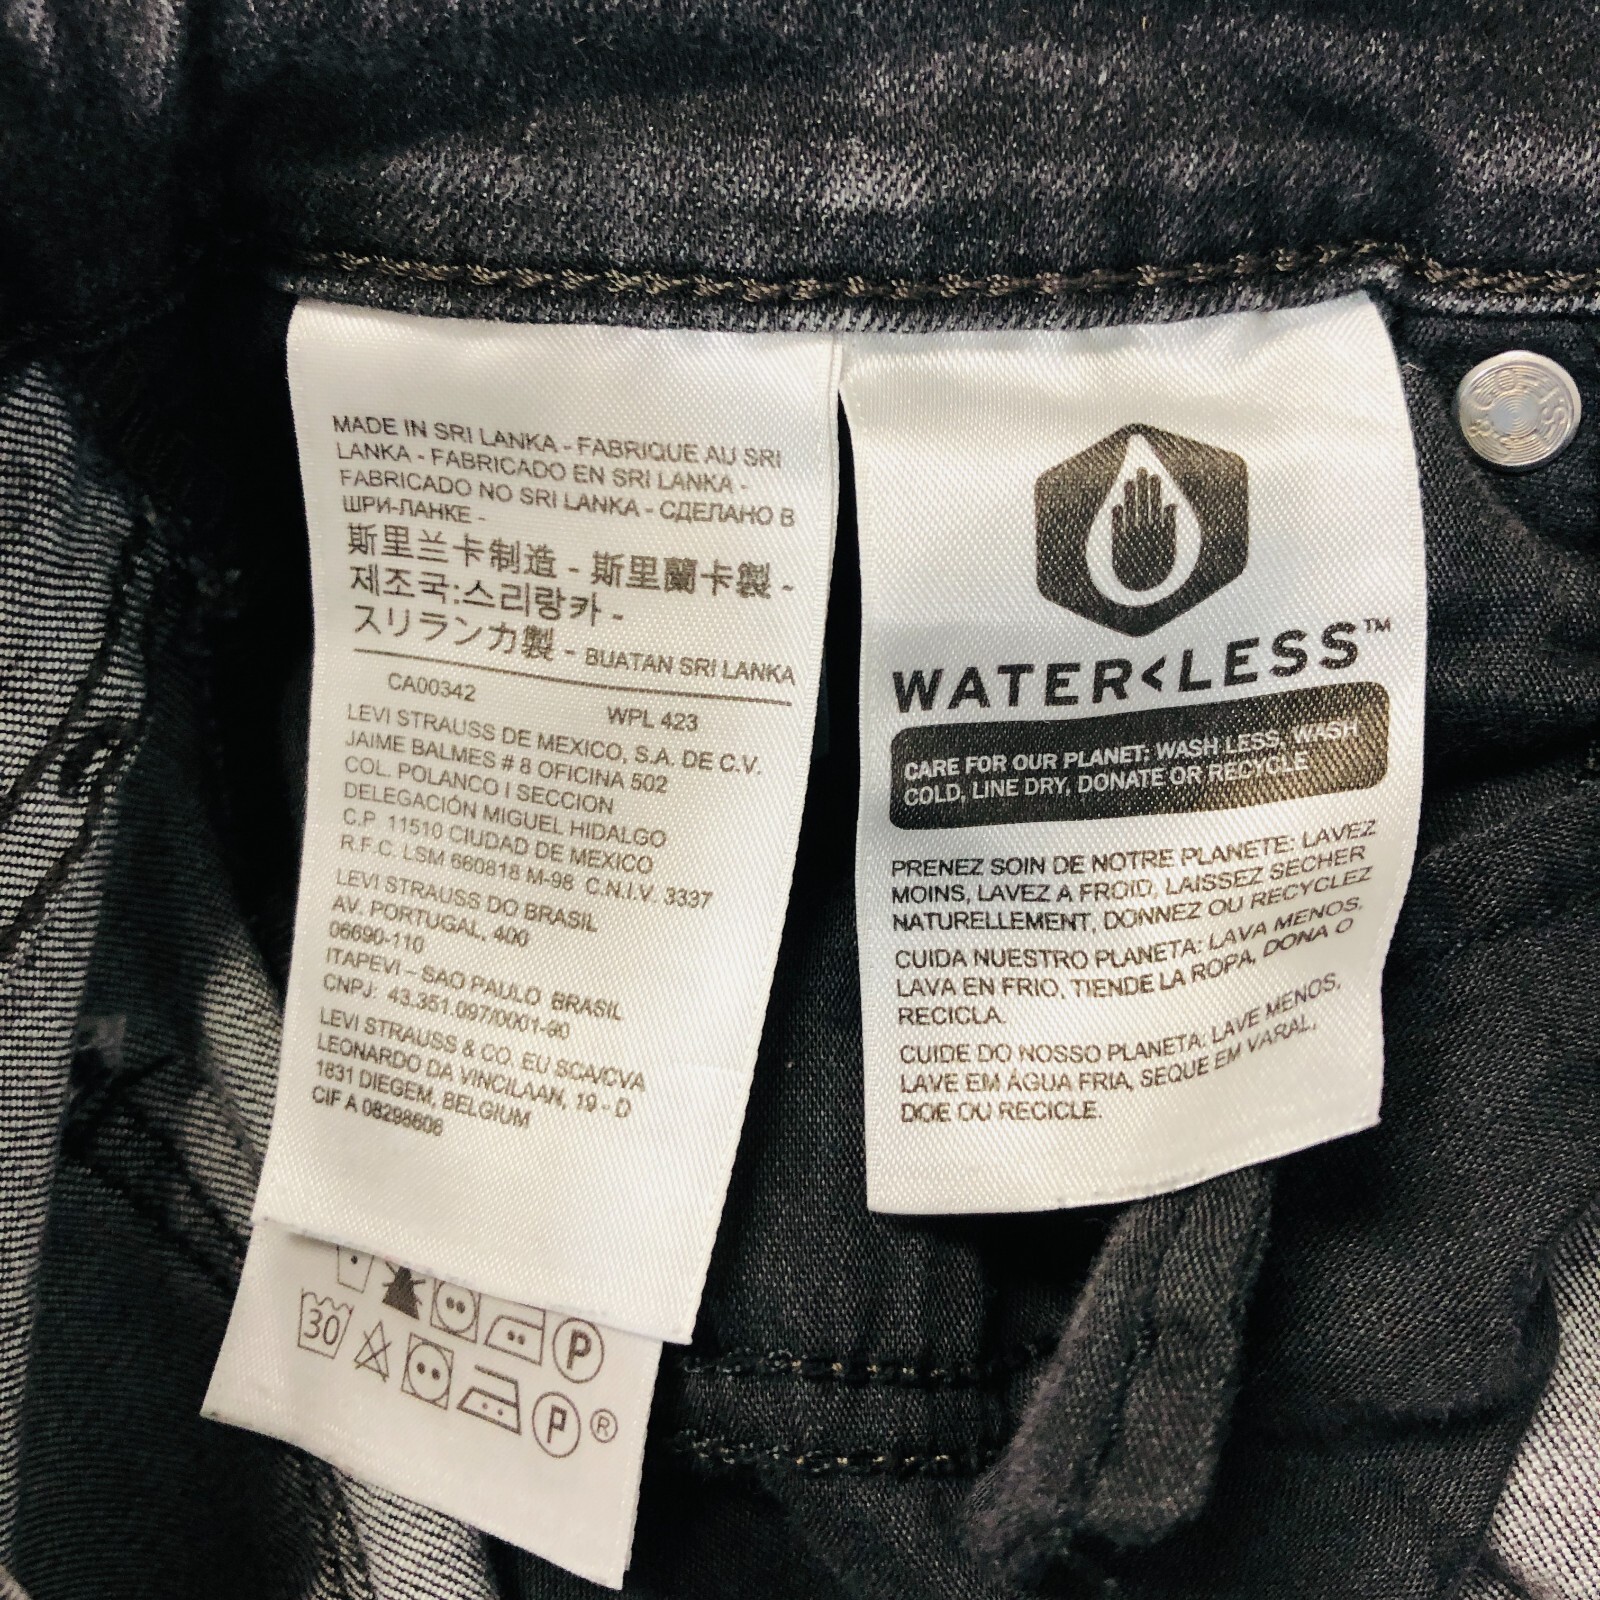 MADE IN SRI LANKA - FABRIQUE AU SRI
LANKA - FABRICADO EN SRI LANKA -
FABRICADO NO SRI LANKA - СДЕЛАНО В
ШРИ-ЛАНКЕ -
斯里兰卡制造 - 斯里蘭卡製 -
제조국:스리랑카 -
スリランカ製 - BUATAN SRI LANKA
CA00342
WPL 423
LEVI STRAUSS DE MEXICO, S.A. DE C.V.
JAIME BALMES # 8 OFICINA 502
COL. POLANCO I SECCION
DELEGACIÓN MIGUEL HIDALGO
C.P. 11510 CIUDAD DE MEXICO
R.F.C. LSM 660818 M-98 C.N.I.V. 3337
LEVI STRAUSS DO BRASIL
AV. PORTUGAL, 400
06690-110
ITAPEVI – SAO PAULO BRASIL
CNPJ: 43.351.097/0001-90
LEVI STRAUSS & CO. EU SCA/CVA
LEONARDO DA VINCILAAN, 19 - D
1831 DIEGEM, BELGIUM
CIF A 08298606
P
30
P ®
WATER<LESS™
CARE FOR OUR PLANET: WASH LESS, WASH
COLD, LINE DRY, DONATE OR RECYCLE
PRENEZ SOIN DE NOTRE PLANETE: LAVEZ
MOINS, LAVEZ A FROID, LAISSEZ SECHER
NATURELLEMENT, DONNEZ OU RECYCLEZ
CUIDA NUESTRO PLANETA: LAVA MENOS,
LAVA EN FRIO, TIENDE LA ROPA, DONA O
RECICLA.
CUIDE DO NOSSO PLANETA: LAVE MENOS,
LAVE EM ÁGUA FRIA, SEQUE EM VARAL,
DOE OU RECICLE.